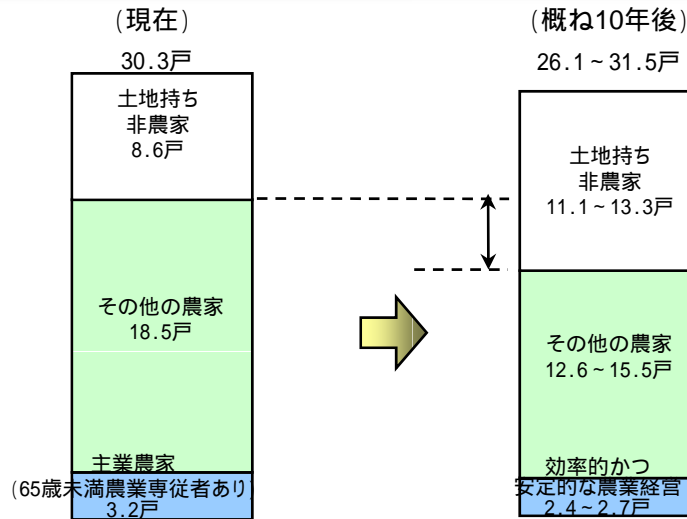 (現在)
30.3戸
土地持ち
非農家
8.6戸
その他の農家
18.5戸
主業農家
(65歳未満農業専従者あり)
3.2戸
(概ね10年後)
26.1~31.5戸
土地持ち
非農家
11.1~13.3戸
その他の農家
12.6~15.5戸
効率的かつ
安定的な農業経営
2.4~2.7戸